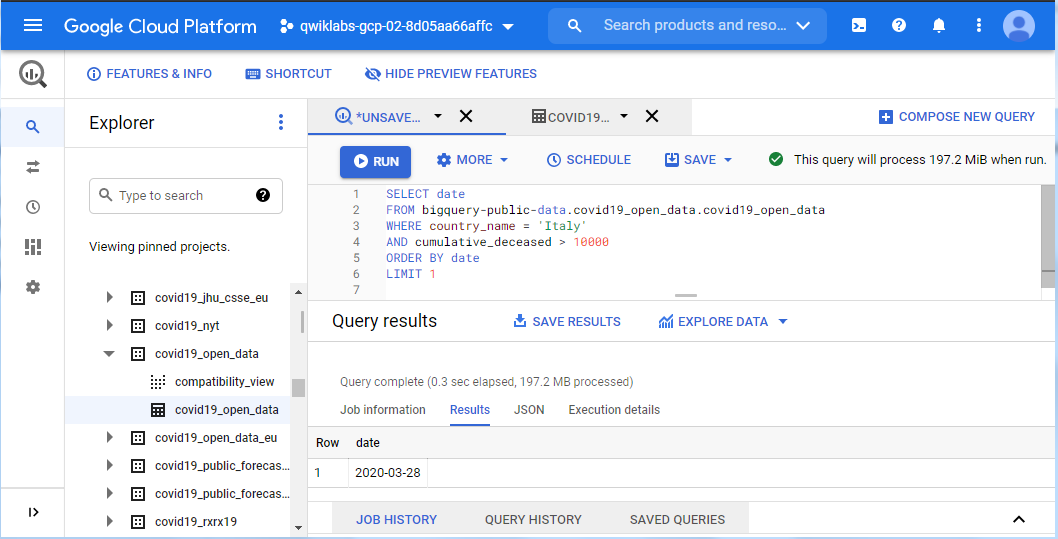 Google Cloud Platform
qwiklabs-gcp-02-8d05aa66affc
Search products and reso...
FEATURES & INFO
SHORTCUT
HIDE PREVIEW FEATURES
Explorer
*UNSAVE...
COVID19...
COMPOSE NEW QUERY
RUN
MORE
SCHEDULE
SAVE
This query will process 197.2 MiB when run.
Type to search
Viewing pinned projects.
covid19_jhu_csse_eu
covid19_nyt
covid19_open_data
compatibility_view
covid19_open_data
covid19_open_data_eu
covid19_public_forecas...
covid19_public_forecas...
covid19_rxrx19
1 SELECT date
2 FROM bigquery-public-data.covid19_open_data.covid19_open_data
3 WHERE country_name = 'Italy'
4 AND cumulative_deceased > 10000
5 ORDER BY date
6 LIMIT 1
7
Query results
SAVE RESULTS
EXPLORE DATA
Query complete (0.3 sec elapsed, 197.2 MB processed)
Job information Results JSON Execution details
Row date
1 2020-03-28
JOB HISTORY QUERY HISTORY SAVED QUERIES